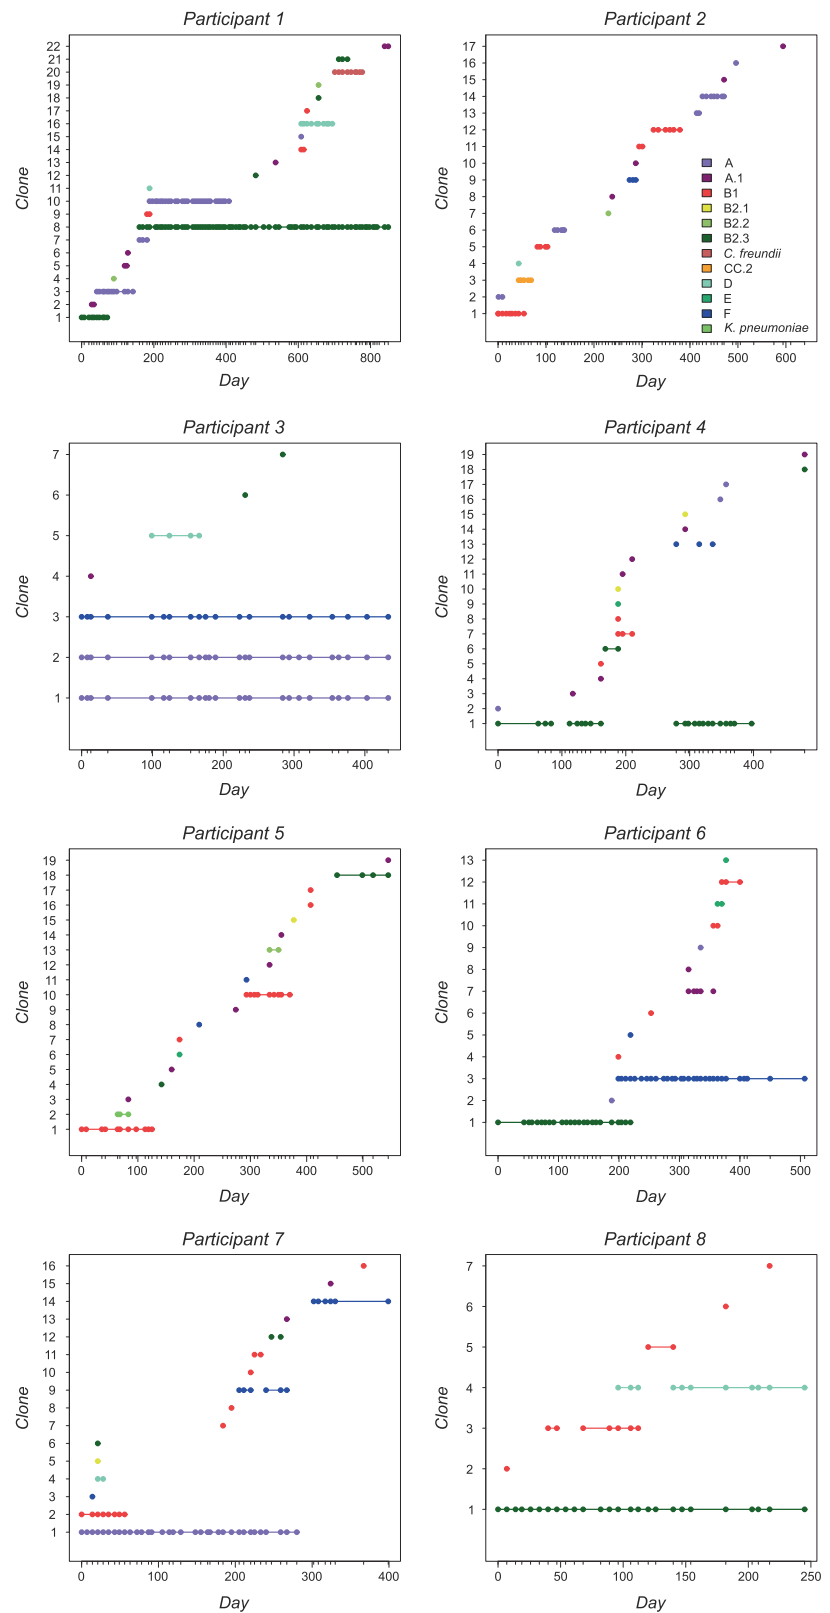 Participant 1
22
21
20
19
18
17
16
15
14
13
12
11
10
9
8
7
6
5
4
3
2
1
Clone
0 200 400 600 800
Day
Participant 2
17
16
15
14
13
12
11
10
9
8
7
6
5
4
3
2
1
Clone
A
A.1
B1
B2.1
B2.2
B2.3
C. freundii
CC.2
D
E
F
K. pneumoniae
0 100 200 300 400 500 600
Day
Participant 3
7
6
5
4
3
2
1
Clone
0 100 200 300 400
Day
Participant 4
19
18
17
16
15
14
13
12
11
10
9
8
7
6
5
4
3
2
1
Clone
0 100 200 300 400
Day
Participant 5
19
18
17
16
15
14
13
12
11
10
9
8
7
6
5
4
3
2
1
Clone
0 100 200 300 400 500
Day
Participant 6
13
12
11
10
9
8
7
6
5
4
3
2
1
Clone
0 100 200 300 400 500
Day
Participant 7
16
15
14
13
12
11
10
9
8
7
6
5
4
3
2
1
Clone
0 100 200 300 400
Day
Participant 8
7
6
5
4
3
2
1
Clone
0 50 100 150 200 250
Day